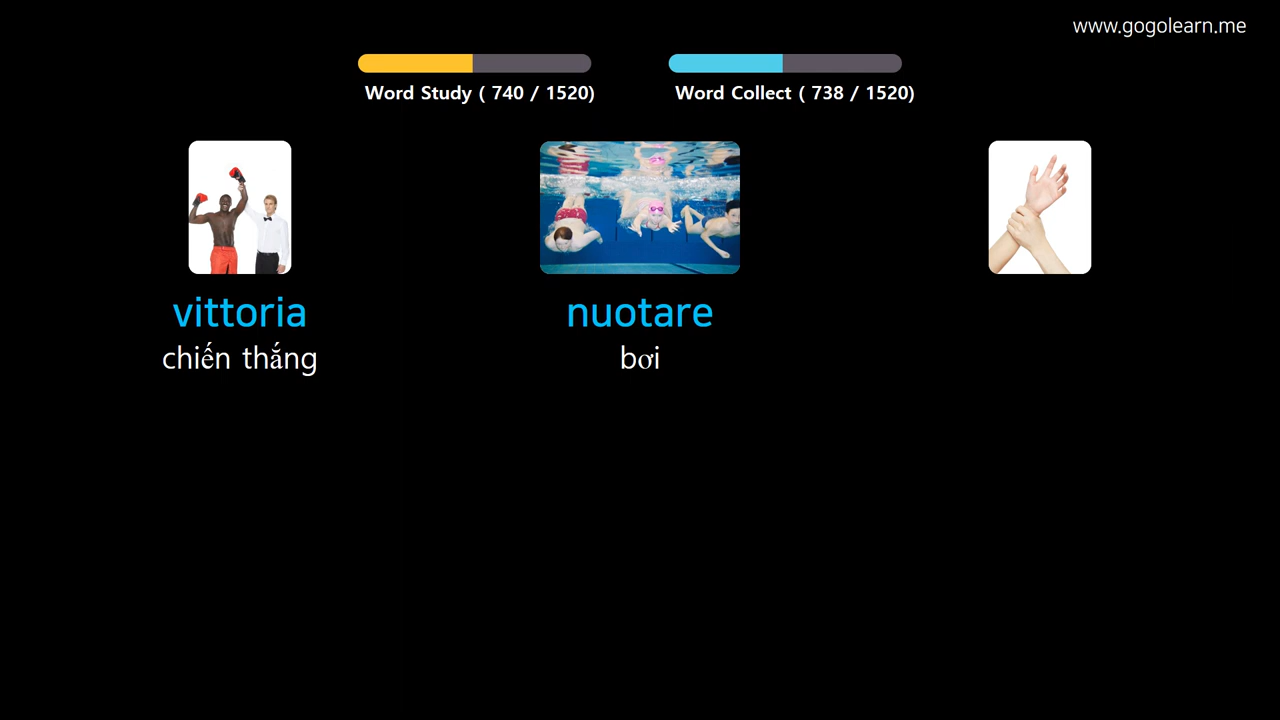 www.gogolearn.me
Word Study ( 740 / 1520)
Word Collect ( 738 / 1520)
vittoria
chiến thắng
nuotare
bơi